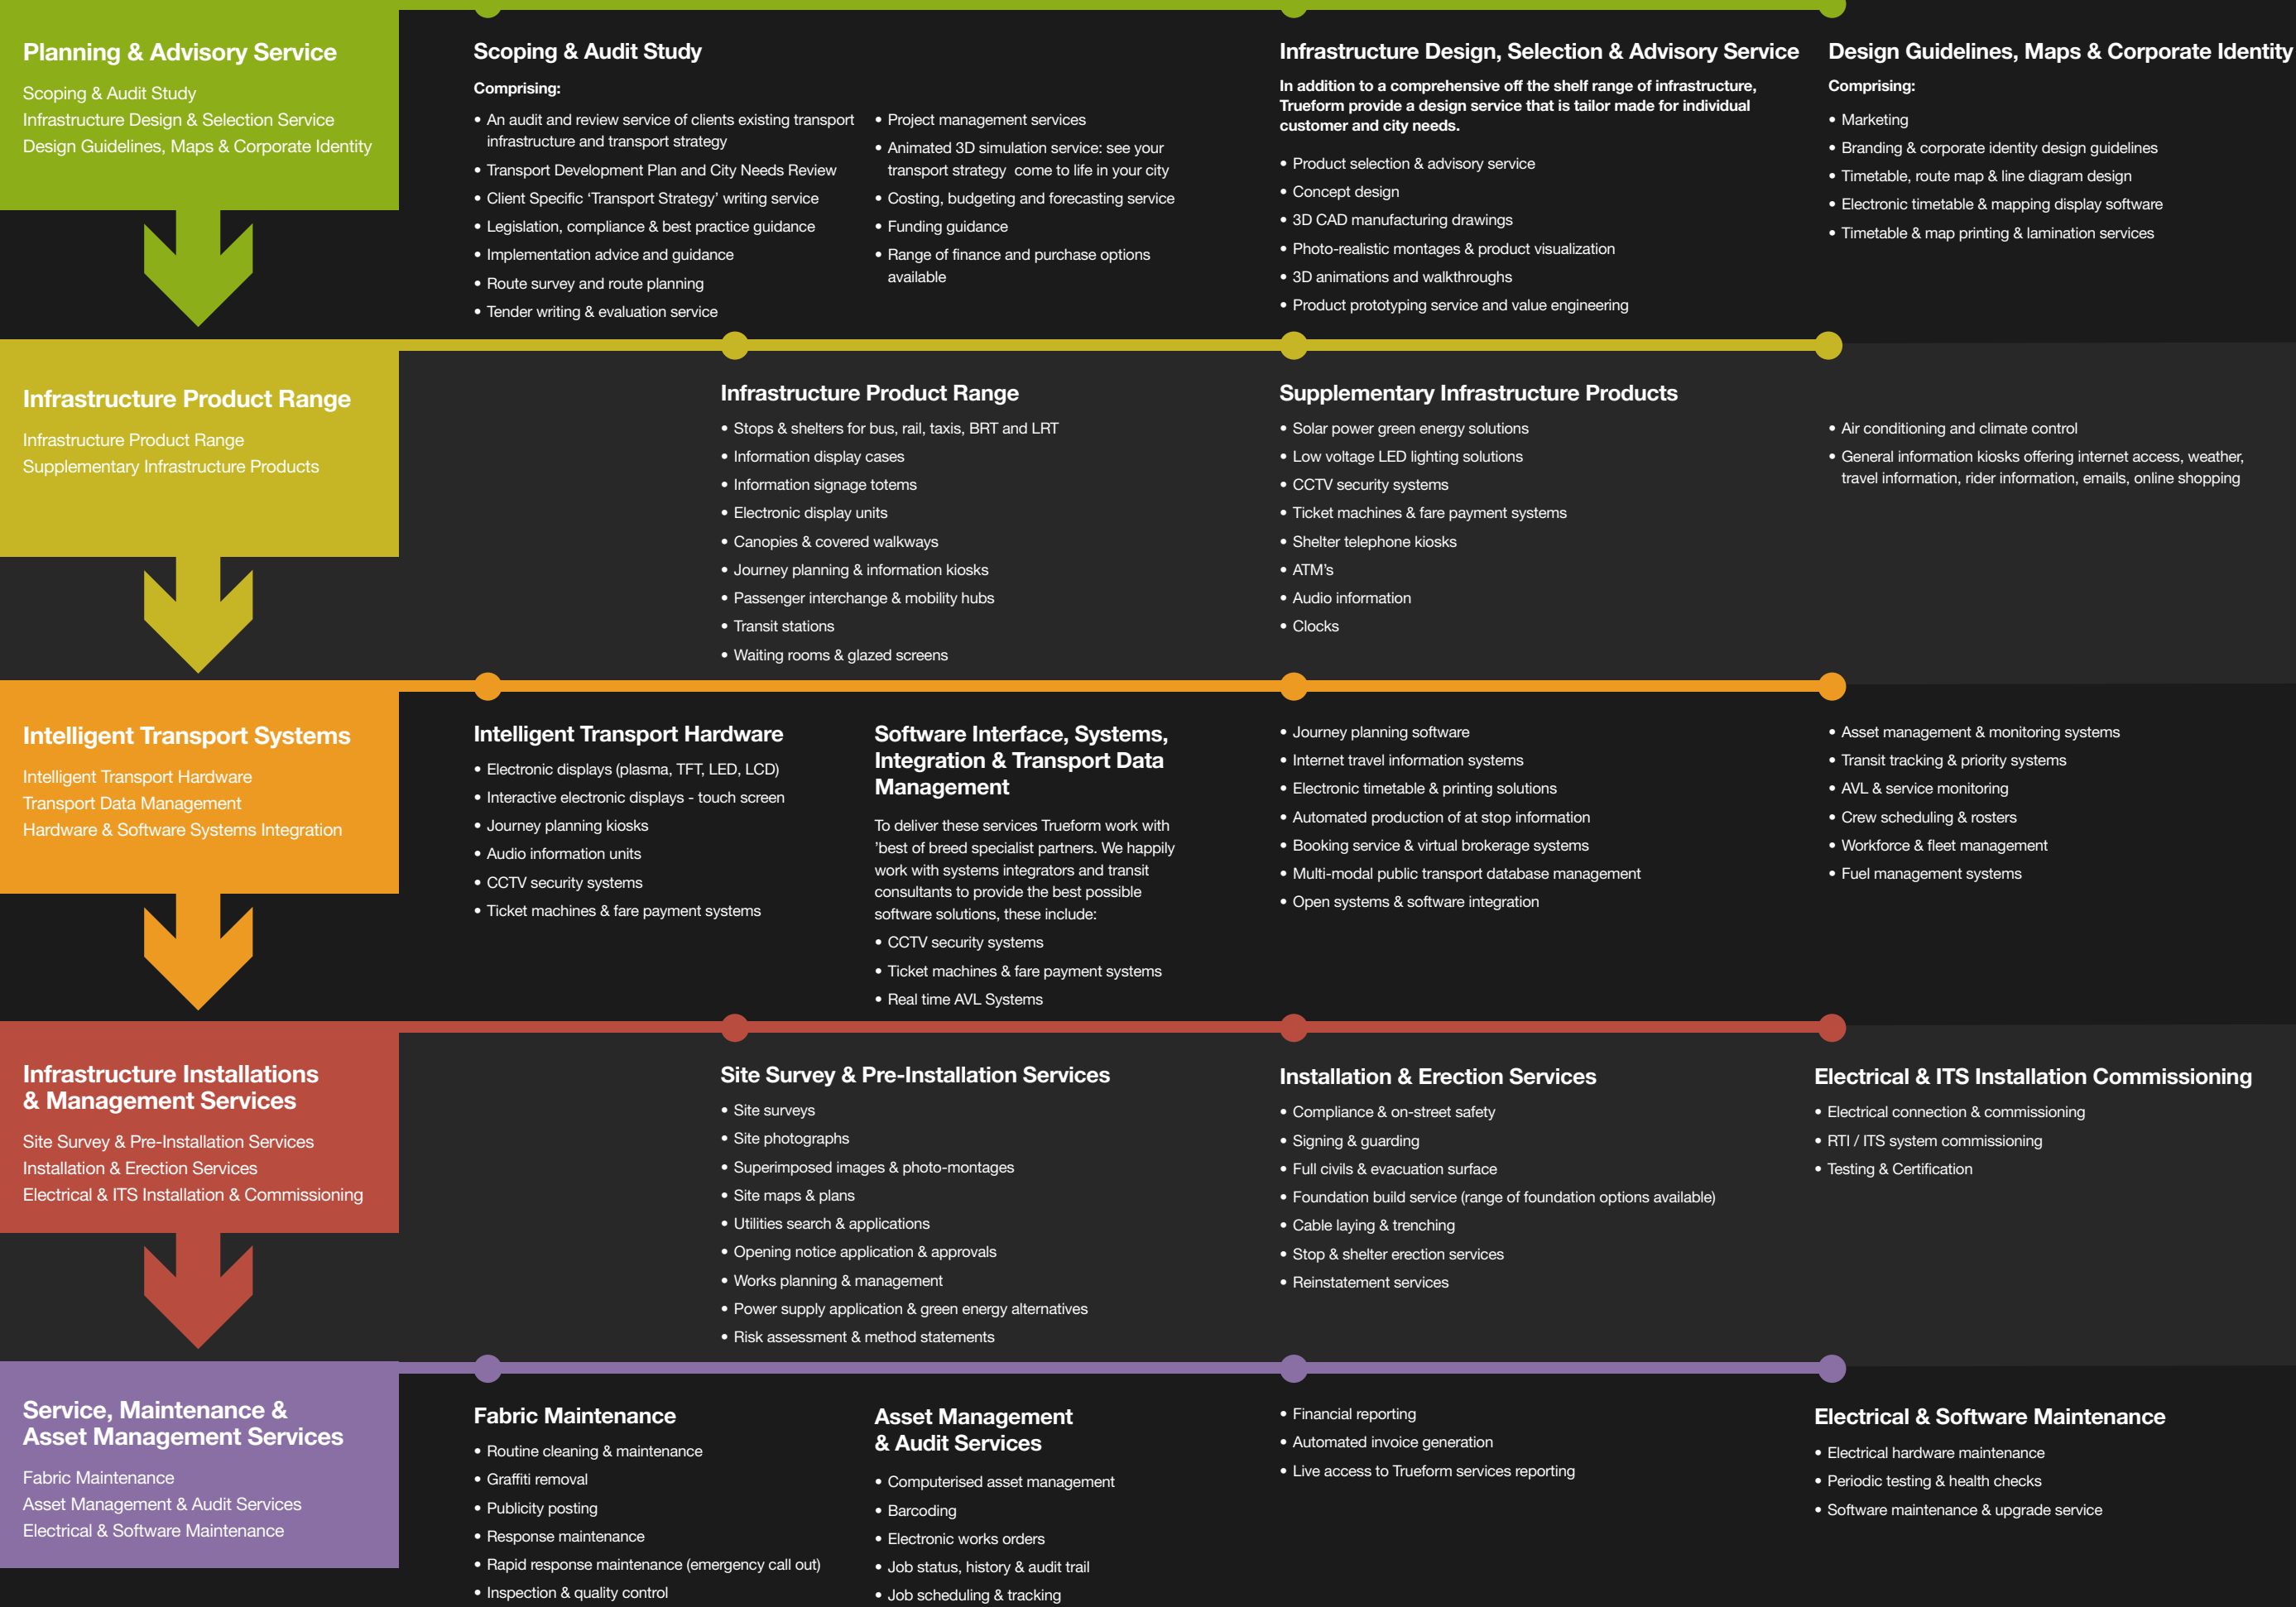 Planning & Advisory Service
Scoping & Audit Study
Infrastructure Design & Selection Service
Design Guidelines, Maps & Corporate Identity
Scoping & Audit Study
Comprising:
• An audit and review service of clients existing transport
infrastructure and transport strategy
• Transport Development Plan and City Needs Review
• Client Specific ‘Transport Strategy’ writing service
• Legislation, compliance & best practice guidance
• Implementation advice and guidance
• Route survey and route planning
• Tender writing & evaluation service
• Project management services
• Animated 3D simulation service: see your
transport strategy come to life in your city
• Costing, budgeting and forecasting service
• Funding guidance
• Range of finance and purchase options
available
Infrastructure Design, Selection & Advisory Service
In addition to a comprehensive off the shelf range of infrastructure,
Trueform provide a design service that is tailor made for individual
customer and city needs.
• Product selection & advisory service
• Concept design
• 3D CAD manufacturing drawings
• Photo-realistic montages & product visualization
• 3D animations and walkthroughs
• Product prototyping service and value engineering
Design Guidelines, Maps & Corporate Identity
Comprising:
• Marketing
• Branding & corporate identity design guidelines
• Timetable, route map & line diagram design
• Electronic timetable & mapping display software
• Timetable & map printing & lamination services
Infrastructure Product Range
Infrastructure Product Range
Supplementary Infrastructure Products
Infrastructure Product Range
• Stops & shelters for bus, rail, taxis, BRT and LRT
• Information display cases
• Information signage totems
• Electronic display units
• Canopies & covered walkways
• Journey planning & information kiosks
• Passenger interchange & mobility hubs
• Transit stations
• Waiting rooms & glazed screens
Supplementary Infrastructure Products
• Solar power green energy solutions
• Low voltage LED lighting solutions
• CCTV security systems
• Ticket machines & fare payment systems
• Shelter telephone kiosks
• ATM’s
• Audio information
• Clocks
• Air conditioning and climate control
• General information kiosks offering internet access, weather,
travel information, rider information, emails, online shopping
Intelligent Transport Systems
Intelligent Transport Hardware
Transport Data Management
Hardware & Software Systems Integration
Intelligent Transport Hardware
• Electronic displays (plasma, TFT, LED, LCD)
• Interactive electronic displays - touch screen
• Journey planning kiosks
• Audio information units
• CCTV security systems
• Ticket machines & fare payment systems
Software Interface, Systems,
Integration & Transport Data
Management
To deliver these services Trueform work with
’best of breed specialist partners. We happily
work with systems integrators and transit
consultants to provide the best possible
software solutions, these include:
• CCTV security systems
• Ticket machines & fare payment systems
• Real time AVL Systems
• Journey planning software
• Internet travel information systems
• Electronic timetable & printing solutions
• Automated production of at stop information
• Booking service & virtual brokerage systems
• Multi-modal public transport database management
• Open systems & software integration
• Asset management & monitoring systems
• Transit tracking & priority systems
• AVL & service monitoring
• Crew scheduling & rosters
• Workforce & fleet management
• Fuel management systems
Infrastructure Installations
& Management Services
Site Survey & Pre-Installation Services
Installation & Erection Services
Electrical & ITS Installation & Commissioning
Site Survey & Pre-Installation Services
• Site surveys
• Site photographs
• Superimposed images & photo-montages
• Site maps & plans
• Utilities search & applications
• Opening notice application & approvals
• Works planning & management
• Power supply application & green energy alternatives
• Risk assessment & method statements
Installation & Erection Services
• Compliance & on-street safety
• Signing & guarding
• Full civils & evacuation surface
• Foundation build service (range of foundation options available)
• Cable laying & trenching
• Stop & shelter erection services
• Reinstatement services
Electrical & ITS Installation Commissioning
• Electrical connection & commissioning
• RTI / ITS system commissioning
• Testing & Certification
Service, Maintenance &
Asset Management Services
Fabric Maintenance
Asset Management & Audit Services
Electrical & Software Maintenance
Fabric Maintenance
• Routine cleaning & maintenance
• Graffiti removal
• Publicity posting
• Response maintenance
• Rapid response maintenance (emergency call out)
• Inspection & quality control
Asset Management
& Audit Services
• Computerised asset management
• Barcoding
• Electronic works orders
• Job status, history & audit trail
• Job scheduling & tracking
• Financial reporting
• Automated invoice generation
• Live access to Trueform services reporting
Electrical & Software Maintenance
• Electrical hardware maintenance
• Periodic testing & health checks
• Software maintenance & upgrade service